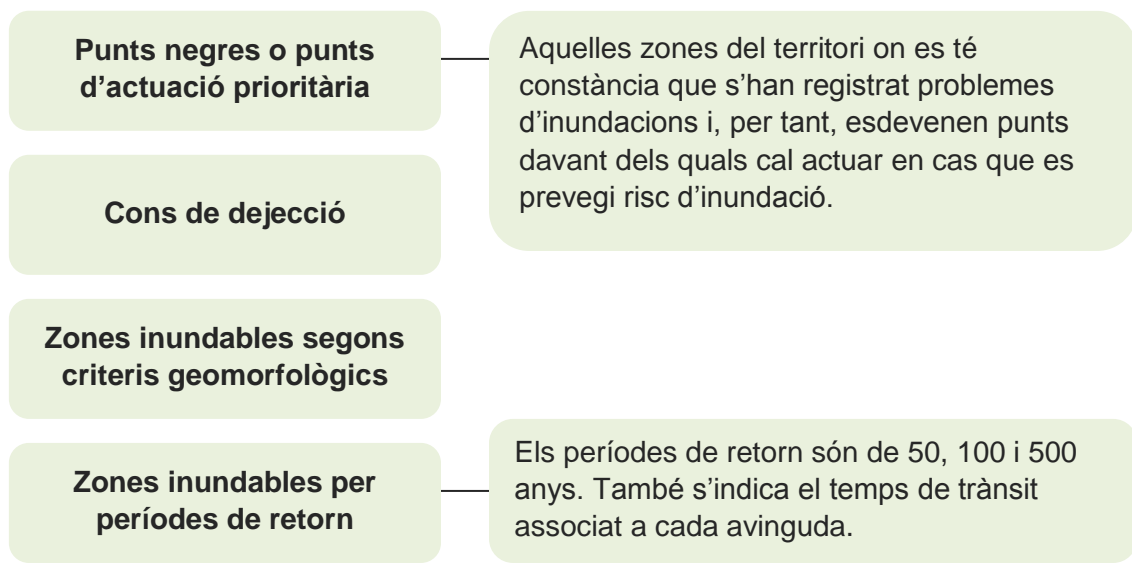 Punts negres o punts
d’actuació prioritària
Aquelles zones del territori on es té
constància que s’han registrat problemes
d’inundacions i, per tant, esdevenen punts
davant dels quals cal actuar en cas que es
prevegi risc d’inundació.
Cons de dejecció
Zones inundables segons
criteris geomorfològics
Zones inundables per
períodes de retorn
Els períodes de retorn són de 50, 100 i 500
anys. També s’indica el temps de trànsit
associat a cada avinguda.